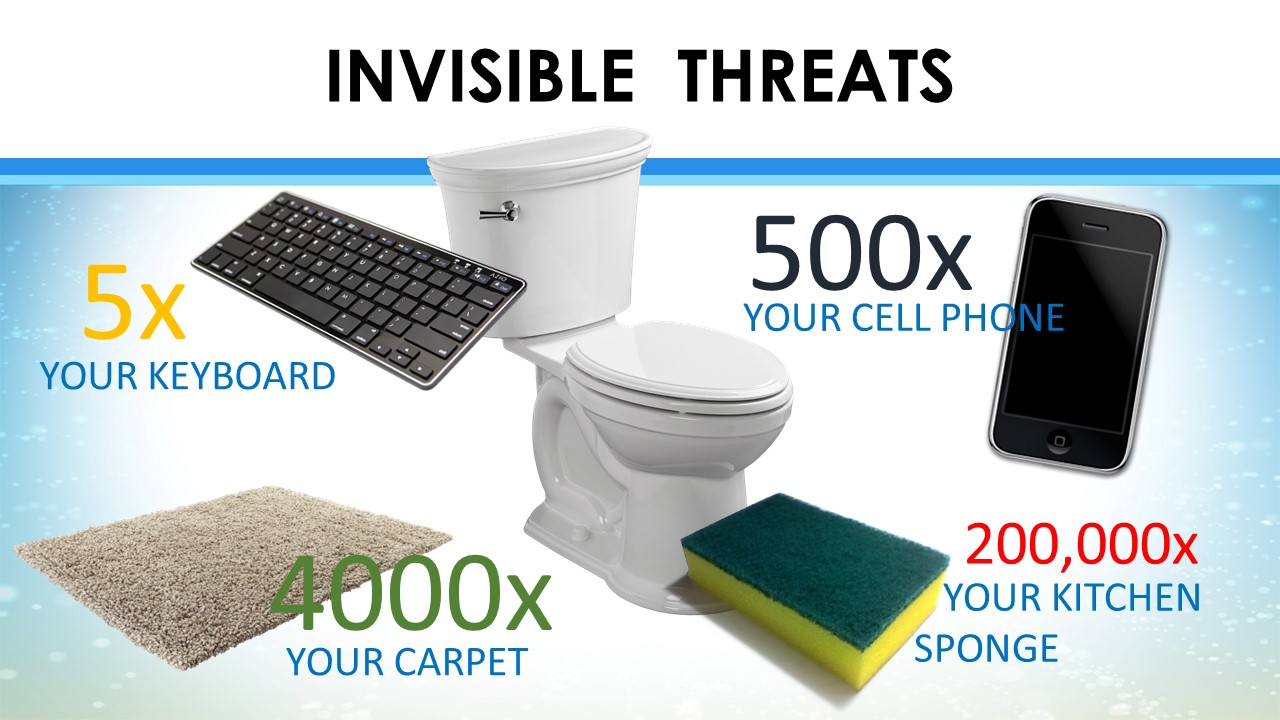 INVISIBLE THREATS
5x
YOUR KEYBOARD
500x
YOUR CELL PHONE
4000x
YOUR CARPET
200,000x
YOUR KITCHEN
SPONGE